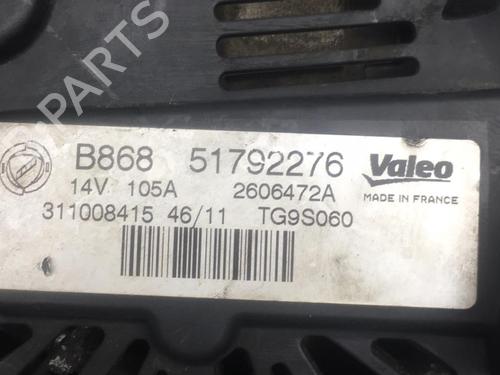 B-PARTS
B868 51792276 Valeo
14V 105A 2606472A MADE IN FRANCE
311008415 46/11 TG9S060